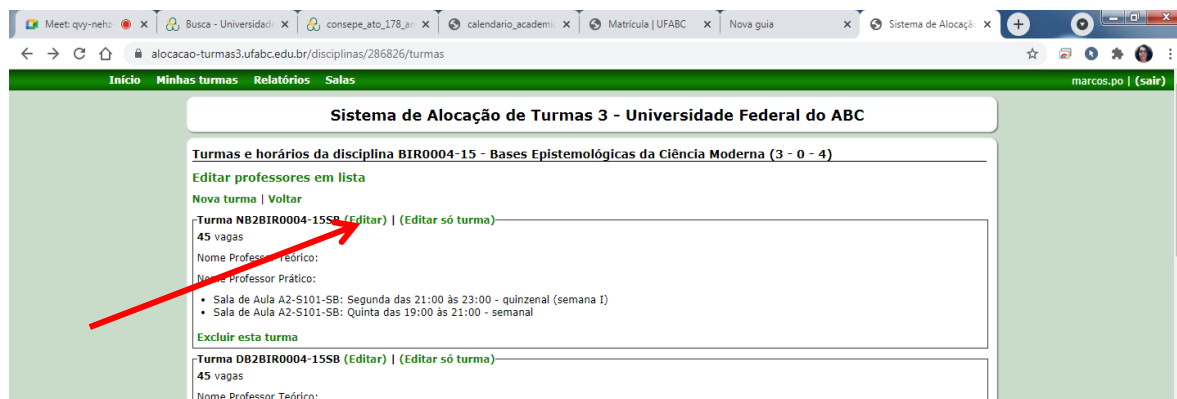 Meet: qvy-nehz- Busca - Universidade consepe_ato_178_an calendario_academic Matrícula | UFABC Nova guia Sistema de Alocação
alocacao-turmas3.ufabc.edu.br/disciplinas/286826/turmas
Início Minhas turmas Relatórios Salas marcos.po | (sair)
Sistema de Alocação de Turmas 3 - Universidade Federal do ABC
Turmas e horários da disciplina BIR0004-15 - Bases Epistemológicas da Ciência Moderna (3 - 0 - 4)
Editar professores em lista
Nova turma | Voltar
Turma NB2BIR0004-15SB (Editar) | (Editar só turma)
45 vagas
Nome Professor Teórico:
Nome Professor Prático:
• Sala de Aula A2-S101-SB: Segunda das 21:00 às 23:00 - quinzenal (semana I)
• Sala de Aula A2-S101-SB: Quinta das 19:00 às 21:00 - semanal
Excluir esta turma
Turma DB2BIR0004-15SB (Editar) | (Editar só turma)
45 vagas
Nome Professor Teórico: